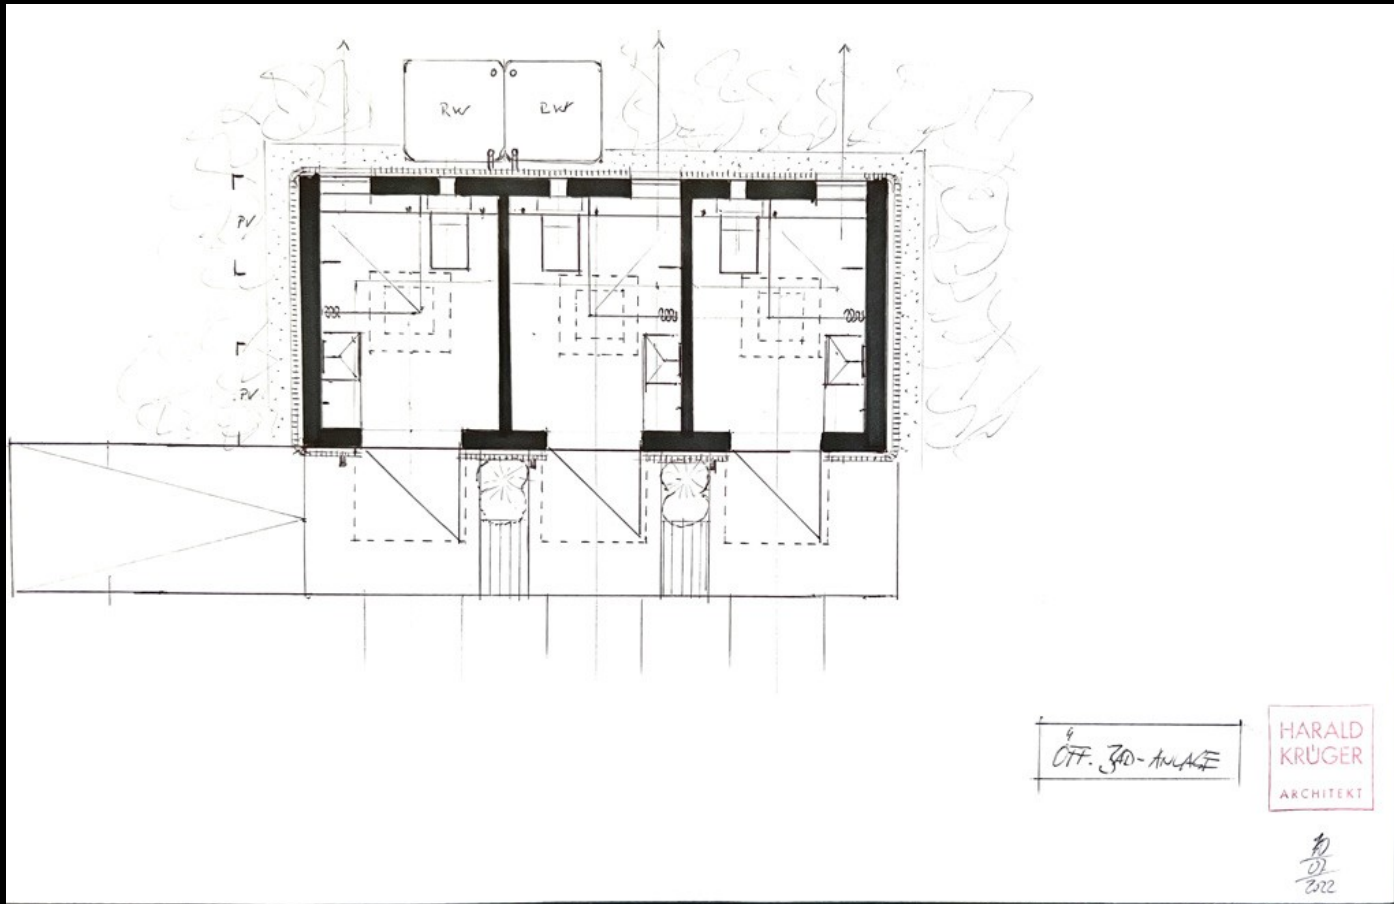 RW
RW
PV
PV
ÖFF. BAD-ANLAGE
HARALD
KRÜGER
ARCHITEKT
2022